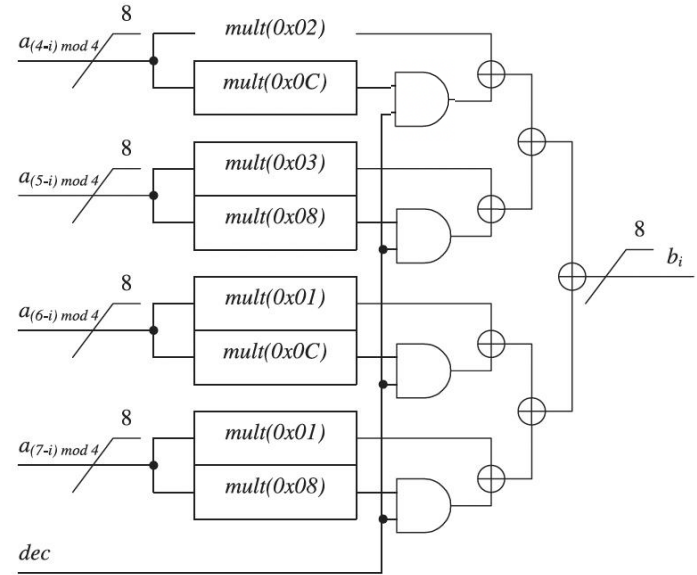 8
a(4-i) mod 4
mult(0x02)
mult(0x0C)
8
a(5-i) mod 4
mult(0x03)
mult(0x08)
8
bi
8
a(6-i) mod 4
mult(0x01)
mult(0x0C)
8
a(7-i) mod 4
mult(0x01)
mult(0x08)
dec